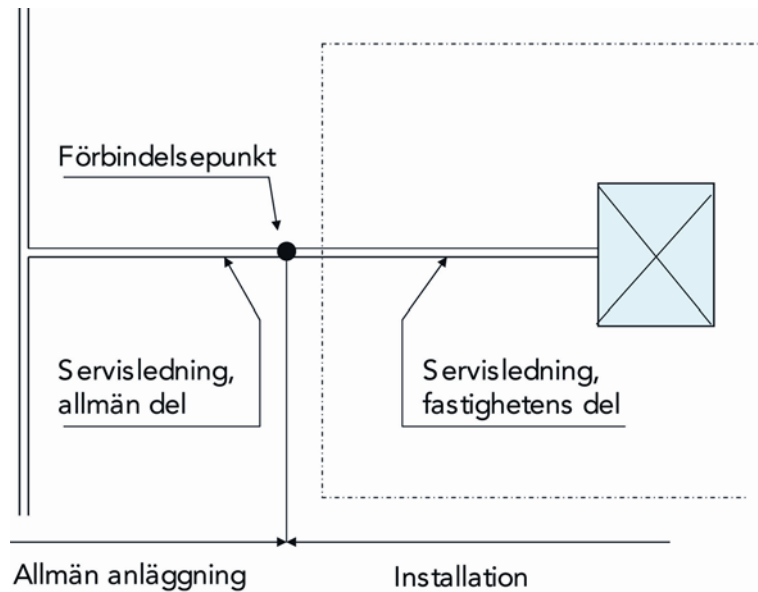 Förbindelsepunkt
Servisledning,
allmän del
Servisledning,
fastighetens del
Allmän anläggning
Installation